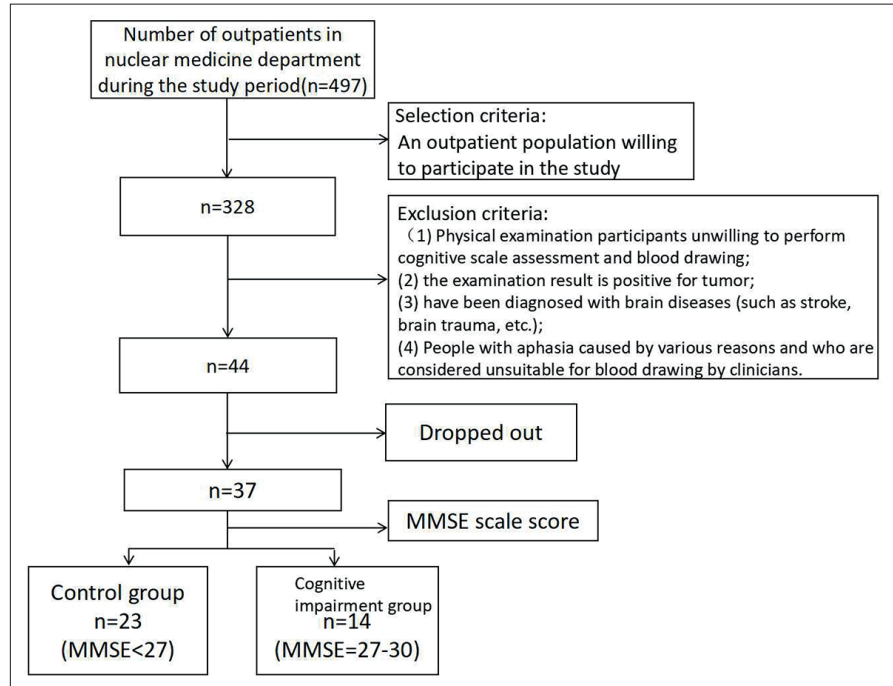 Number of outpatients in
nuclear medicine department
during the study period(n=497)
Selection criteria:
An outpatient population willing
to participate in the study
n=328
Exclusion criteria:
（1) Physical examination participants unwilling to perform
cognitive scale assessment and blood drawing;
(2) the examination result is positive for tumor;
(3) have been diagnosed with brain diseases (such as stroke,
brain trauma, etc.);
(4) People with aphasia caused by various reasons and who are
considered unsuitable for blood drawing by clinicians.
n=44
Dropped out
n=37
MMSE scale score
Control group
n=23
(MMSE<27)
Cognitive
impairment group
n=14
(MMSE=27-30)